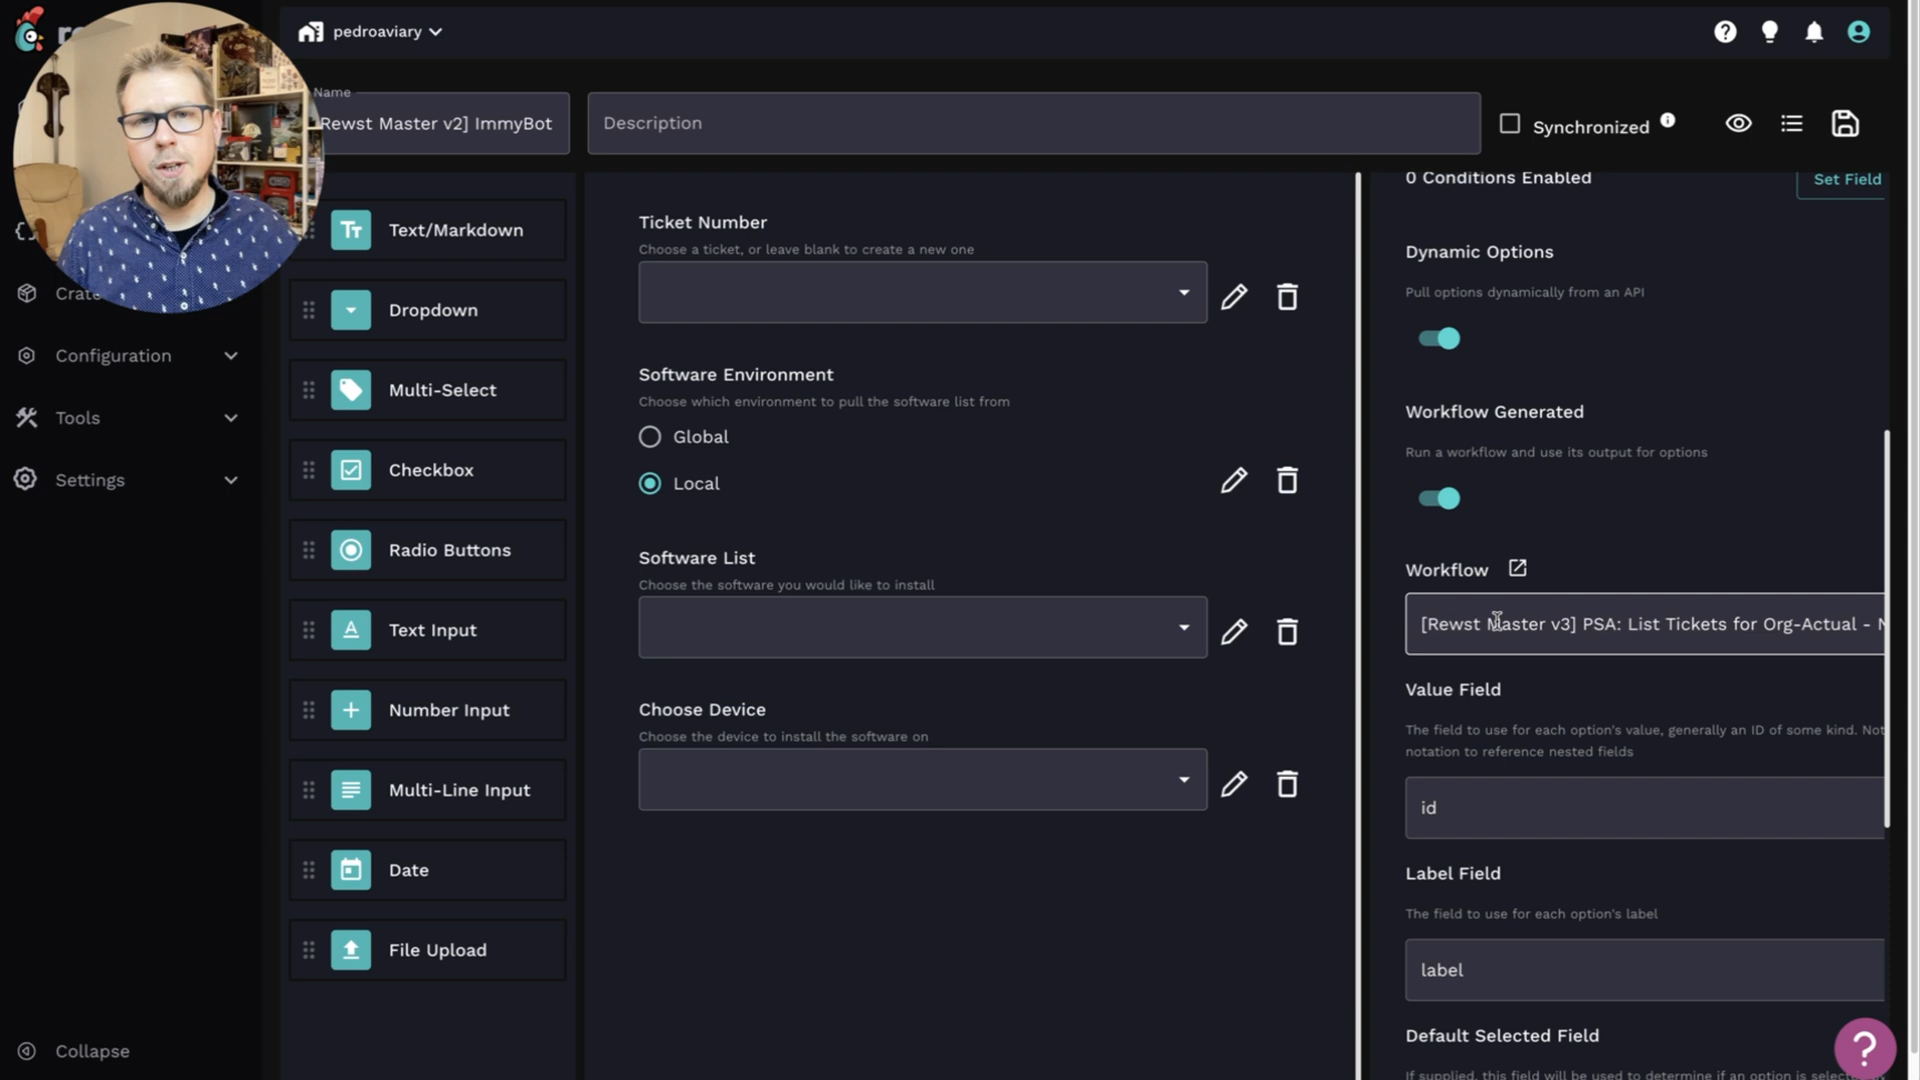 pedroaviary
Name
Rewst Master v2] ImmyBot
Description
Synchronized
Text/Markdown
Dropdown
Multi-Select
Checkbox
Radio Buttons
Text Input
Number Input
Multi-Line Input
Date
File Upload
Configuration
Tools
Settings
Collapse
Ticket Number
Choose a ticket, or leave blank to create a new one
Software Environment
Choose which environment to pull the software list from
Global
Local
Software List
Choose the software you would like to install
Choose Device
Choose the device to install the software on
0 Conditions Enabled
Set Field
Dynamic Options
Pull options dynamically from an API
Workflow Generated
Run a workflow and use its output for options
Workflow
[Rewst Master v3] PSA: List Tickets for Org-Actual -
Value Field
The field to use for each option's value, generally an ID of some kind. Not
notation to reference nested fields
id
Label Field
The field to use for each option's label
label
Default Selected Field
If supplied, this field will be used to determine if an option is